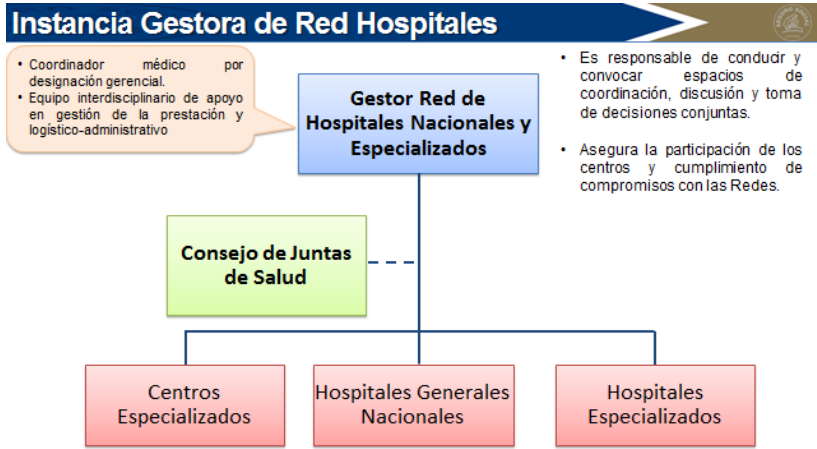 Instancia Gestora de Red Hospitales
• Coordinador médico por
designación gerencial.
• Equipo interdisciplinario de apoyo
en gestión de la prestación y
logístico-administrativo
Gestor Red de
Hospitales Nacionales y
Especializados
• Es responsable de conducir y
convocar espacios de
coordinación, discusión y toma
de decisiones conjuntas.
• Asegura la participación de los
centros y cumplimiento de
compromisos con las Redes.
Consejo de Juntas
de Salud
Centros
Especializados
Hospitales Generales
Nacionales
Hospitales
Especializados